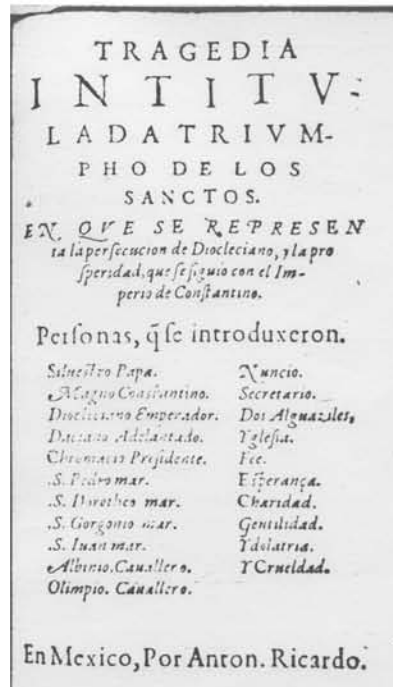 TRAGEDIA
INTITV-
LADA TRIVM-
PHO DE LOS
SANCTOS.
EN QVE SE REPRESEN
ta la persecucion de Diocleciano, y la pro
speridad, que se siguio con el Im-
perio de Constantino.
Personas, q̃ se introduxeron.
Siluestro Papa.
Magno Constantino.
Diocleciano Emperador.
Daciano Adelantado.
Chromacio Presidente.
.S. Pedro mar.
.S. Dorotheo mar.
.S. Gorgonio mar.
.S. Iuan mar.
Albinio. Cauallero.
Olimpio. Cauallero.
Nuncio.
Secretario.
Dos Alguaziles,
Yglesia.
Fee.
Esperança.
Charidad.
Gentilidad.
Ydolatria.
Y Crueldad.
En Mexico, Por Anton. Ricardo.